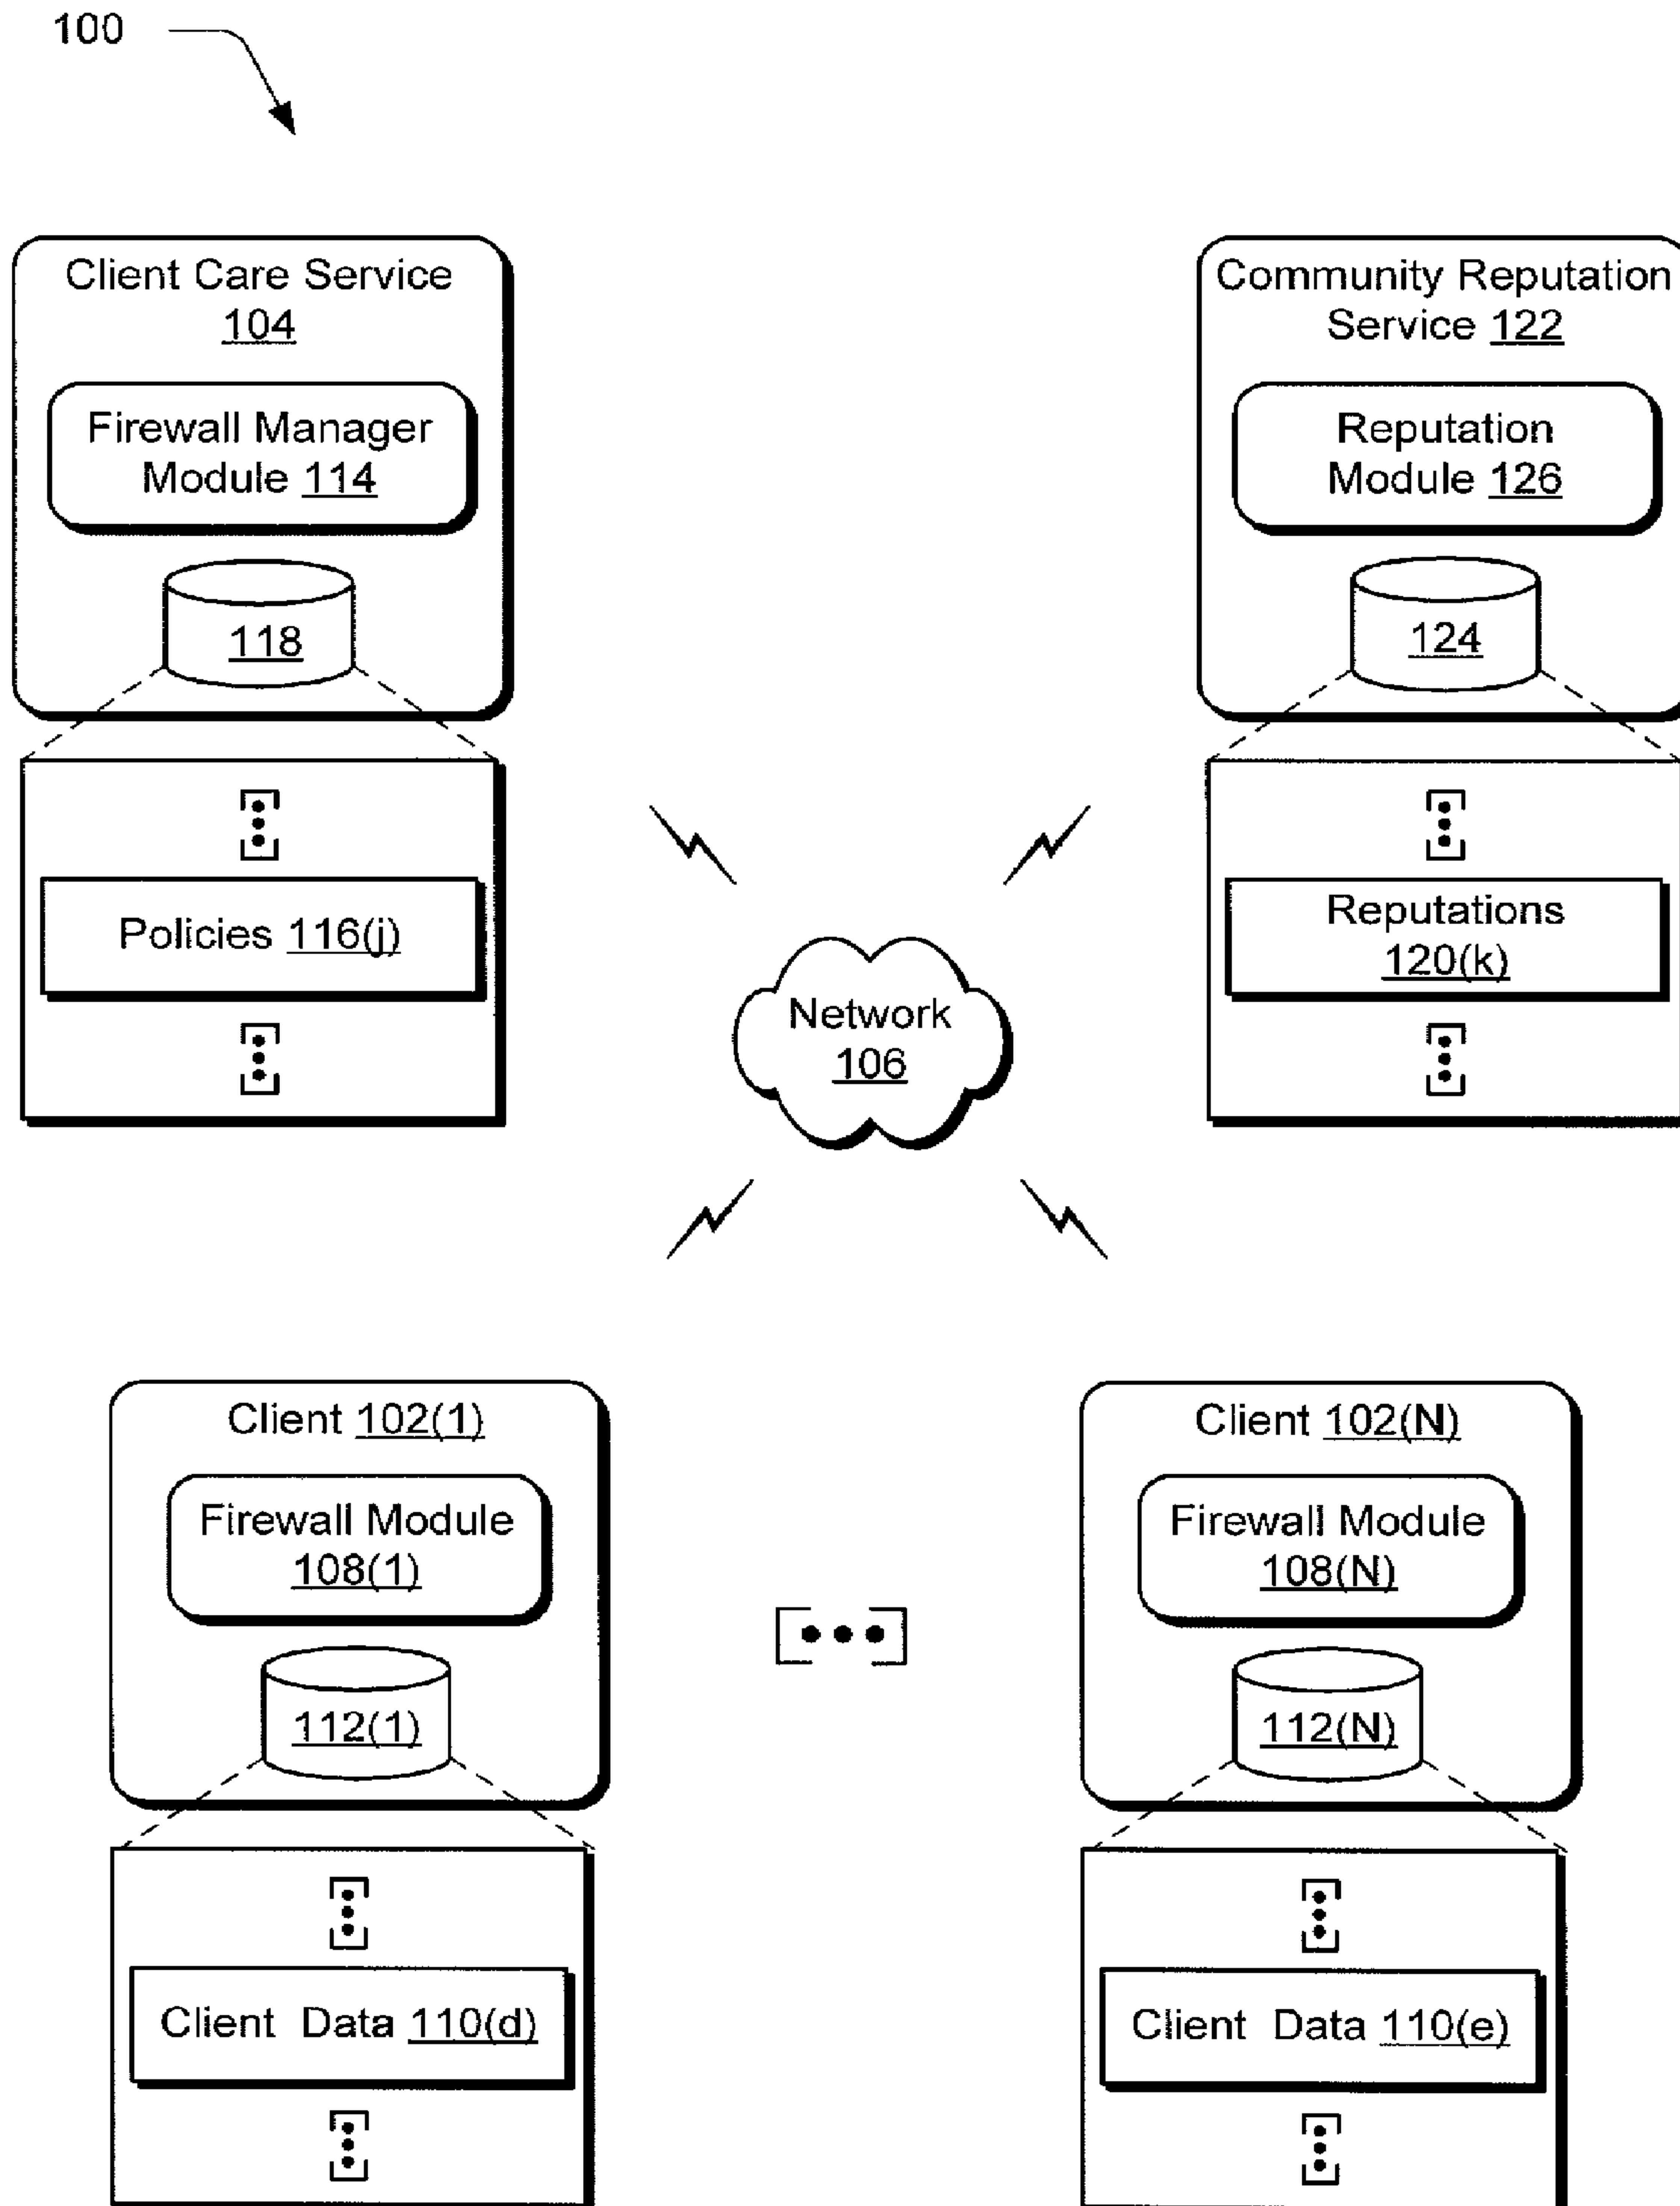 100
Client Care Service
104
Firewall Manager
Module 114
118
Policies 116(j)
Community Reputation
Service 122
Reputation
Module 126
124
Reputations
120(k)
Network
106
Client 102(1)
Firewall Module
108(1)
112(1)
Client Data 110(d)
Client 102(N)
Firewall Module
108(N)
112(N)
Client Data 110(e)